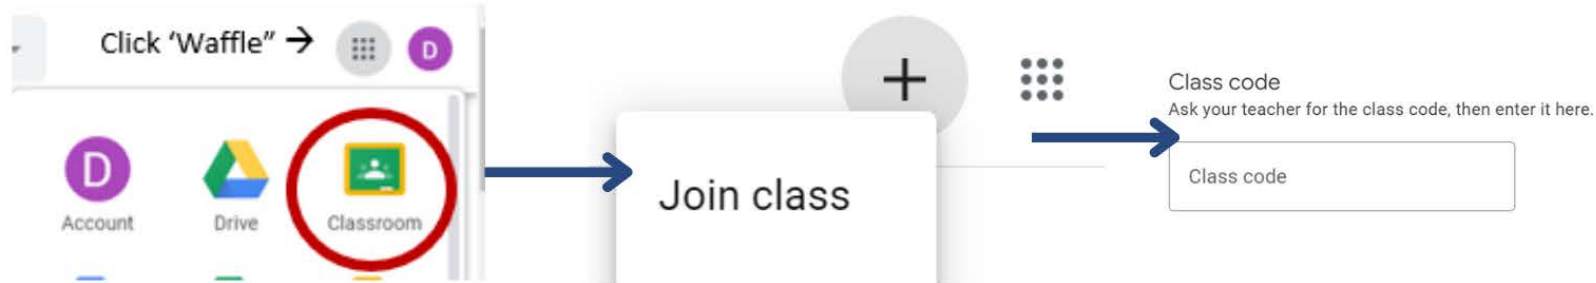 Click ‘Waffle” →
D
D
Account
Drive
Classroom
+
Join class
Class code
Ask your teacher for the class code, then enter it here.
Class code